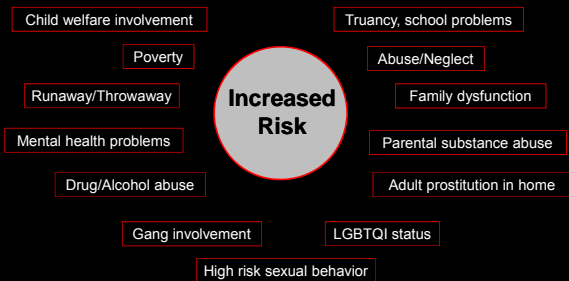 Child welfare involvement
Truancy, school problems
Poverty
Abuse/Neglect
Runaway/Throwaway
Increased
Risk
Family dysfunction
Mental health problems
Parental substance abuse
Drug/Alcohol abuse
Adult prostitution in home
Gang involvement
LGBTQI status
High risk sexual behavior